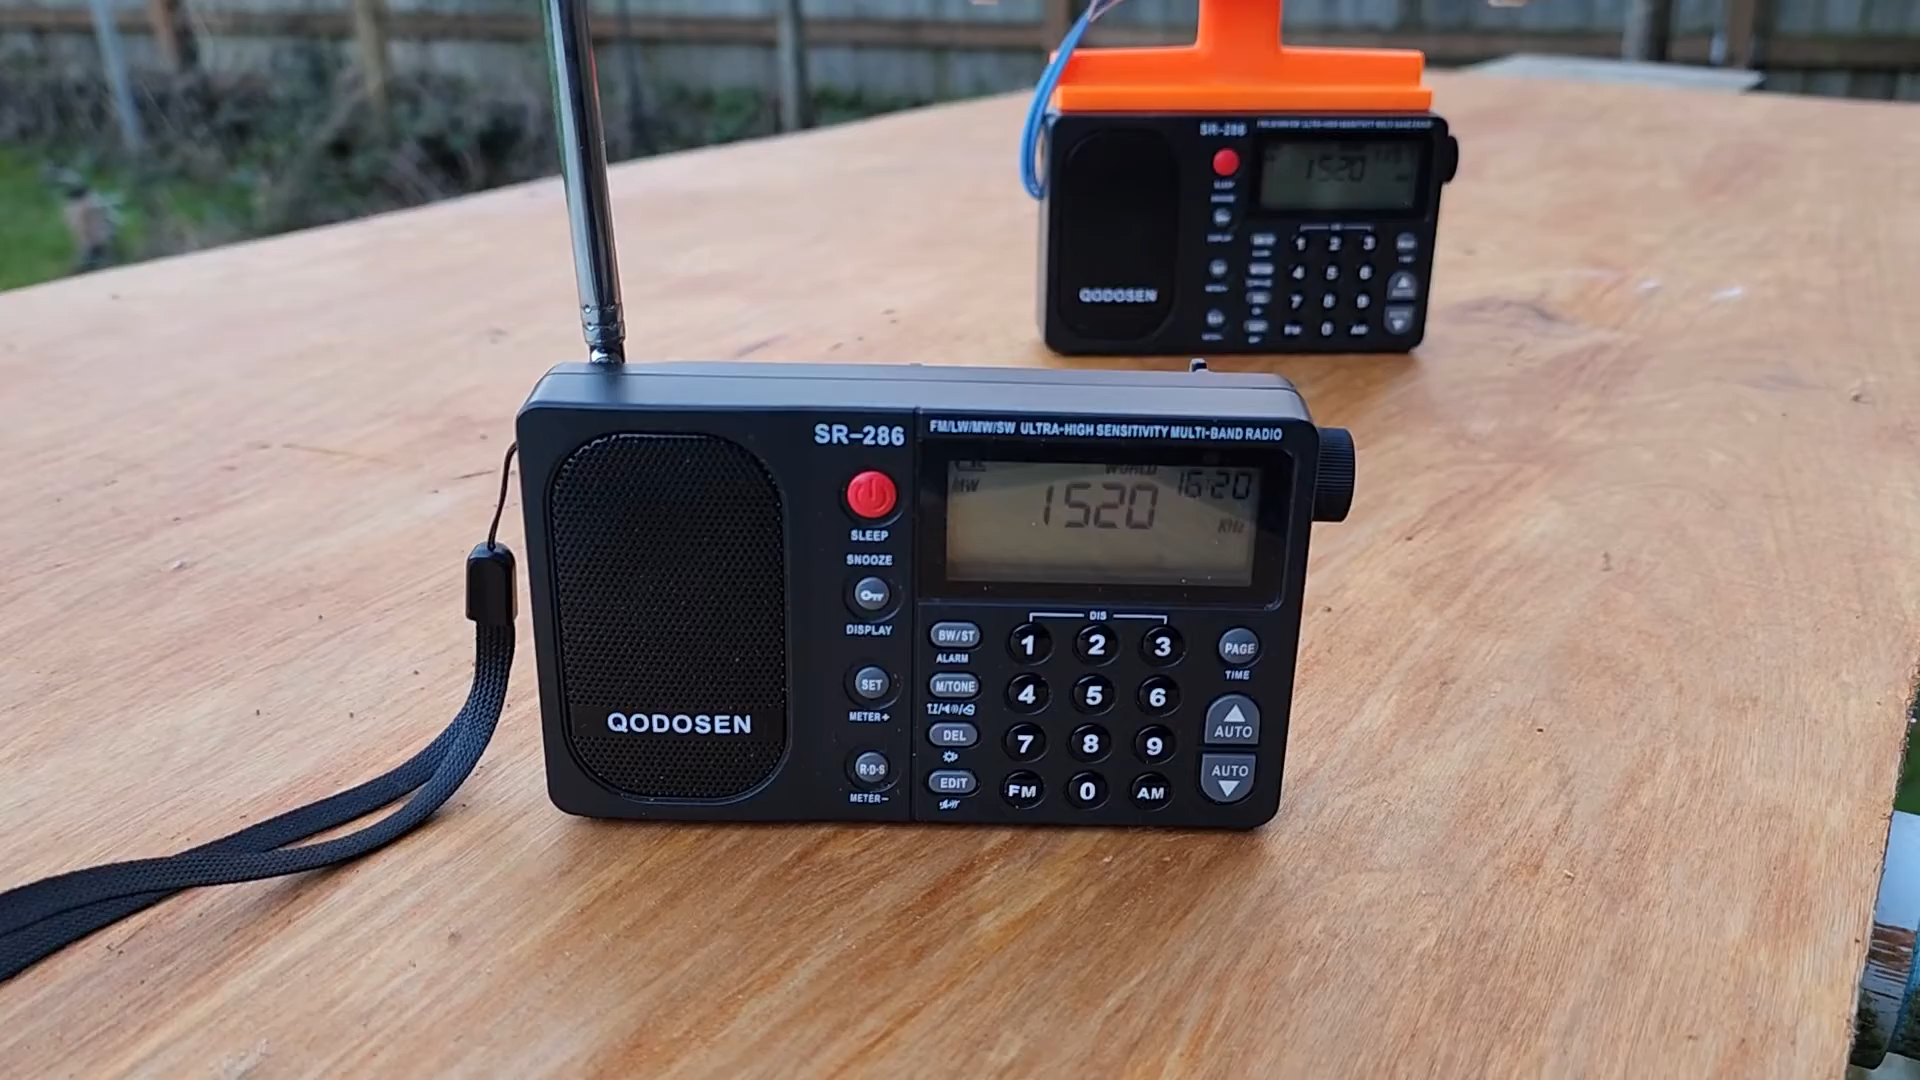 SR-286
1520
1 2 3
4 5 6
7 8 9
FM 0 AM
QODOSEN
SR-286
FM/LW/MW/SW ULTRA-HIGH SENSITIVITY MULTI-BAND RADIO
WORLD
MW
1520
16:20
KHz
SLEEP
SNOOZE
DISPLAY
SET
METER+
R·D·S
METER-
QODOSEN
DIS
BW/ST 1 2 3 PAGE
ALARM TIME
M/TONE 4 5 6
AUTO
DEL 7 8 9
AUTO
EDIT FM 0 AM